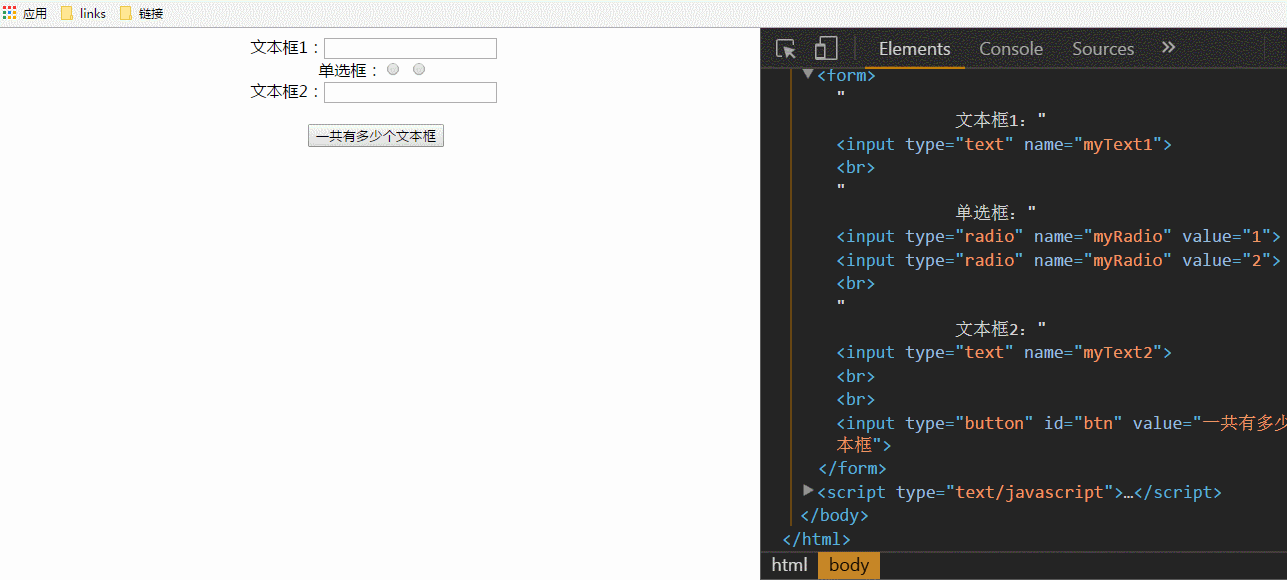 应用 links 链接
文本框1：
单选框：
文本框2：
一共有多少个文本框
Elements Console Sources »
▼<form>
"
文本框1: "
<input type="text" name="myText1">
<br>
"
单选框: "
<input type="radio" name="myRadio" value="1">
<input type="radio" name="myRadio" value="2">
<br>
"
文本框2: "
<input type="text" name="myText2">
<br>
<br>
<input type="button" id="btn" value="一共有多少
本框">
</form>
▶<script type="text/javascript">…</script>
</body>
</html>
html body